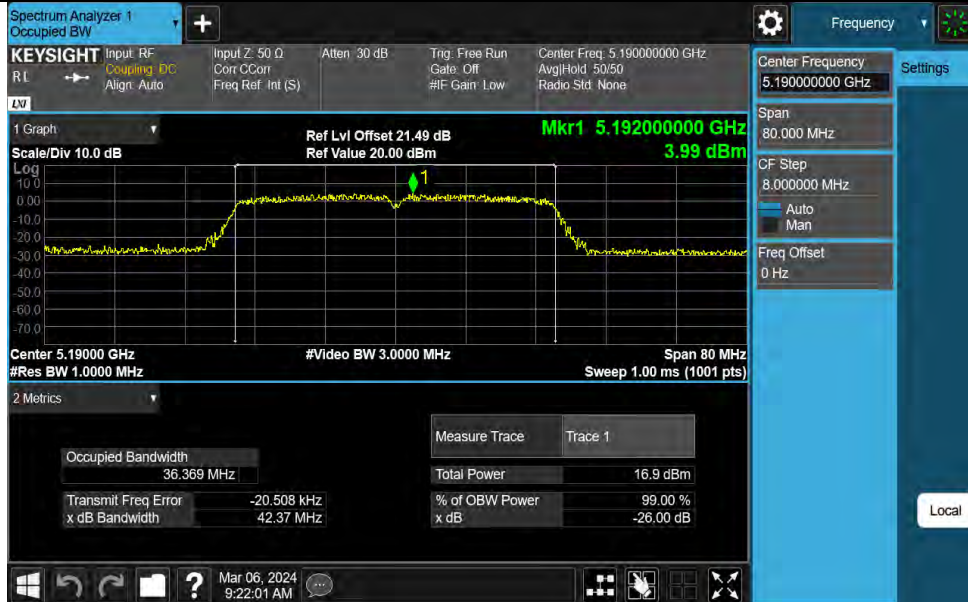 Spectrum Analyzer 1
Occupied BW
Frequency
KEYSIGHT Input: RF
Coupling: DC
Align: Auto
RL
LXI
Input Z: 50 Ω
Corr CCorr
Freq Ref: Int (S)
Atten: 30 dB
Trig: Free Run
Gate: Off
#IF Gain: Low
Center Freq: 5.190000000 GHz
Avg|Hold: 50/50
Radio Std: None
Center Frequency
5.190000000 GHz
Settings
Span
80.000 MHz
CF Step
8.000000 MHz
Auto
Man
Freq Offset
0 Hz
Local
1 Graph
Scale/Div 10.0 dB
Ref Lvl Offset 21.49 dB
Ref Value 20.00 dBm
Mkr1 5.192000000 GHz
3.99 dBm
Log
10.0
0.00
-10.0
-20.0
-30.0
-40.0
-50.0
-60.0
-70.0
1
Center 5.19000 GHz
#Res BW 1.0000 MHz
#Video BW 3.0000 MHz
Span 80 MHz
Sweep 1.00 ms (1001 pts)
2 Metrics
Measure Trace Trace 1
Occupied Bandwidth
36.369 MHz
Total Power 16.9 dBm
Transmit Freq Error -20.508 kHz
% of OBW Power 99.00 %
x dB Bandwidth 42.37 MHz
x dB -26.00 dB
?
Mar 06, 2024
9:22:01 AM